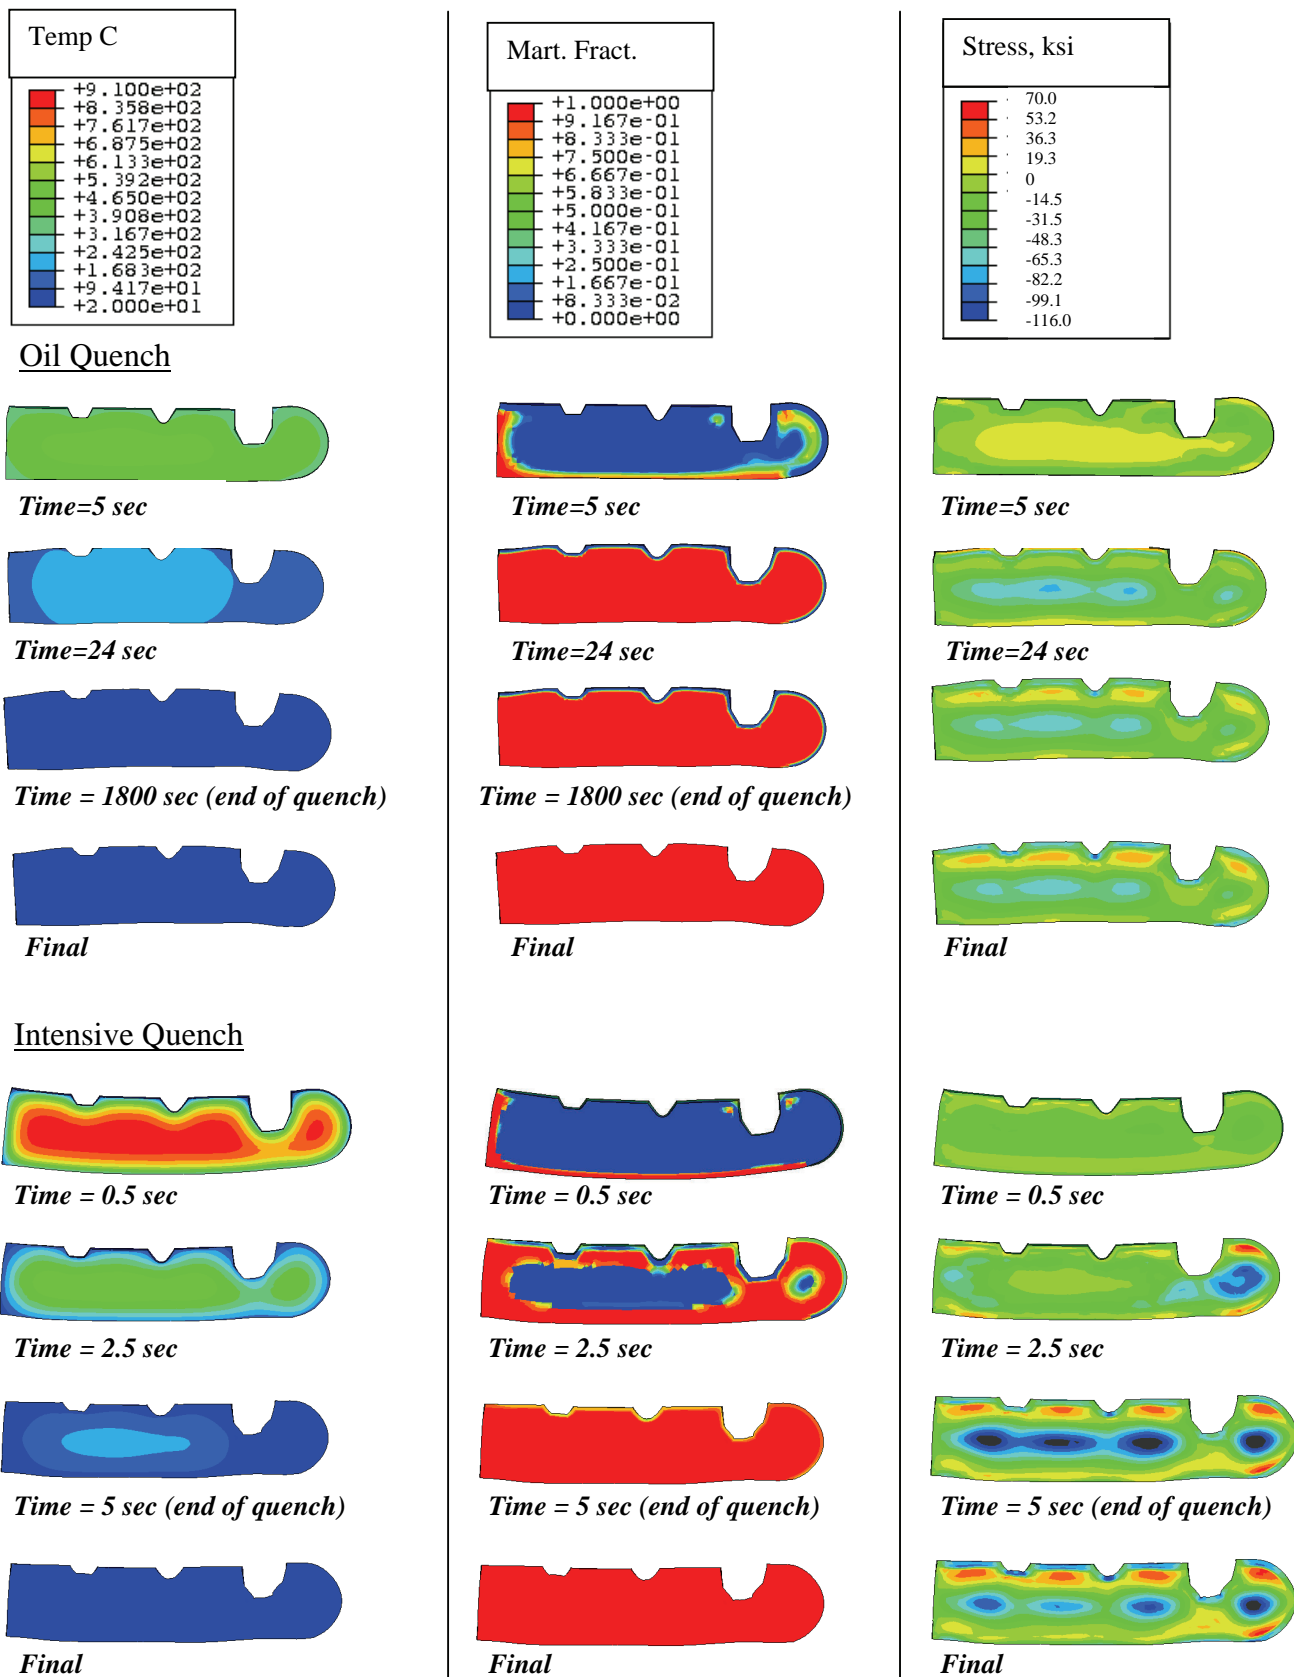 Temp C
+9.100e+02
+8.358e+02
+7.617e+02
+6.875e+02
+6.133e+02
+5.392e+02
+4.650e+02
+3.908e+02
+3.167e+02
+2.425e+02
+1.683e+02
+9.417e+01
+2.000e+01
Mart. Fract.
+1.000e+00
+9.167e-01
+8.333e-01
+7.500e-01
+6.667e-01
+5.833e-01
+5.000e-01
+4.167e-01
+3.333e-01
+2.500e-01
+1.667e-01
+8.333e-02
+0.000e+00
Stress, ksi
70.0
53.2
36.3
19.3
0
-14.5
-31.5
-48.3
-65.3
-82.2
-99.1
-116.0
Oil Quench
Time=5 sec
Time=5 sec
Time=5 sec
Time=24 sec
Time=24 sec
Time=24 sec
Time = 1800 sec (end of quench)
Time = 1800 sec (end of quench)
Final
Final
Final
Intensive Quench
Time = 0.5 sec
Time = 0.5 sec
Time = 0.5 sec
Time = 2.5 sec
Time = 2.5 sec
Time = 2.5 sec
Time = 5 sec (end of quench)
Time = 5 sec (end of quench)
Time = 5 sec (end of quench)
Final
Final
Final